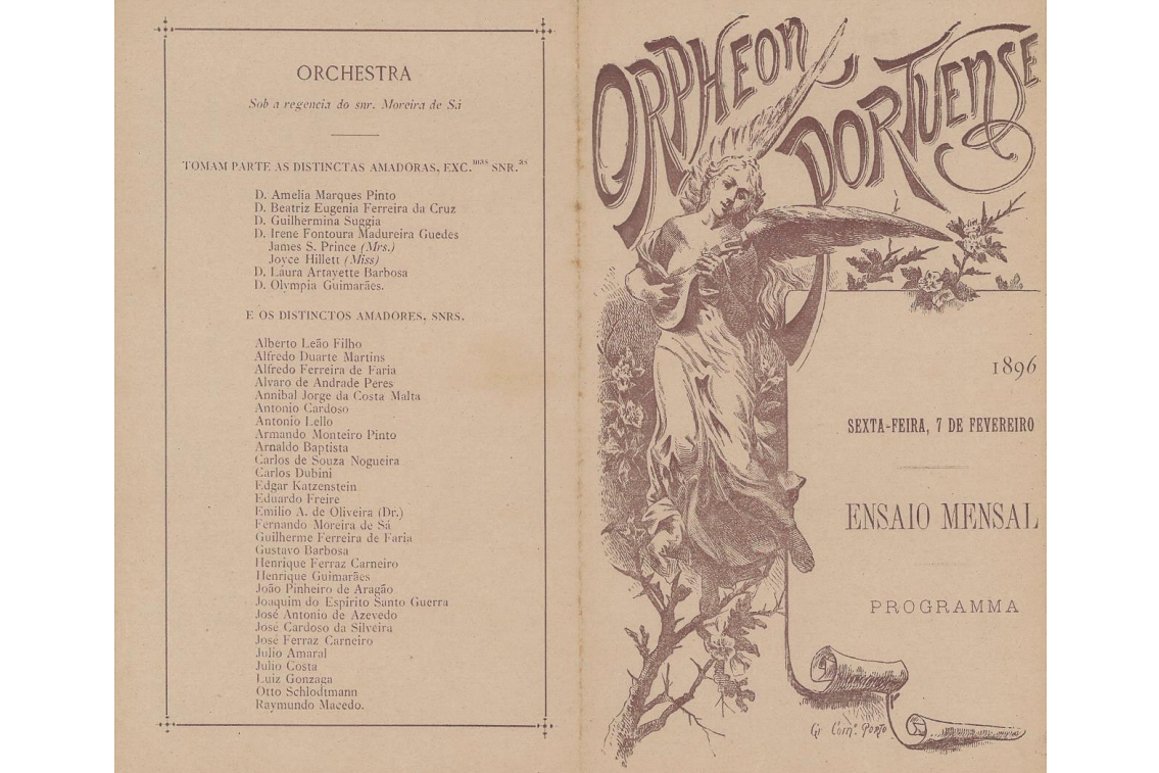 ORCHESTRA
Sob a regencia do snr. Moreira de Sá
TOMAM PARTE AS DISTINCTAS AMADORAS, EXC.mas SNR.as
D. Amelia Marques Pinto
D. Beatriz Eugenia Ferreira da Cruz
D. Guilhermina Suggia
D. Irene Fontoura Madureira Guedes
James S. Prince (Mrs.)
Joyce Hillett (Miss)
D. Laura Artayette Barbosa
D. Olympia Guimarães.
E OS DISTINCTOS AMADORES, SNRS.
Alberto Leão Filho
Alfredo Duarte Martins
Alfredo Ferreira de Faria
Alvaro de Andrade Peres
Annibal Jorge da Costa Malta
Antonio Cardoso
Antonio Lello
Armando Monteiro Pinto
Arnaldo Baptista
Carlos de Souza Nogueira
Carlos Dubini
Edgar Katzenstein
Eduardo Freire
Emilio A. de Oliveira (Dr.)
Fernando Moreira de Sá
Guilherme Ferreira de Faria
Gustavo Barbosa
Henrique Ferraz Carneiro
Henrique Guimarães
João Pinheiro de Aragão
Joaquim do Espirito Santo Guerra
José Antonio de Azevedo
José Cardoso da Silveira
José Ferraz Carneiro
Julio Amaral
Julio Costa
Luiz Gonzaga
Otto Schlodtmann
Raymundo Macedo.
ORPHEON
PORTUENSE
1896
SEXTA-FEIRA, 7 DE FEVEREIRO
ENSAIO MENSAL
PROGRAMMA
Gr. Com.º Porto